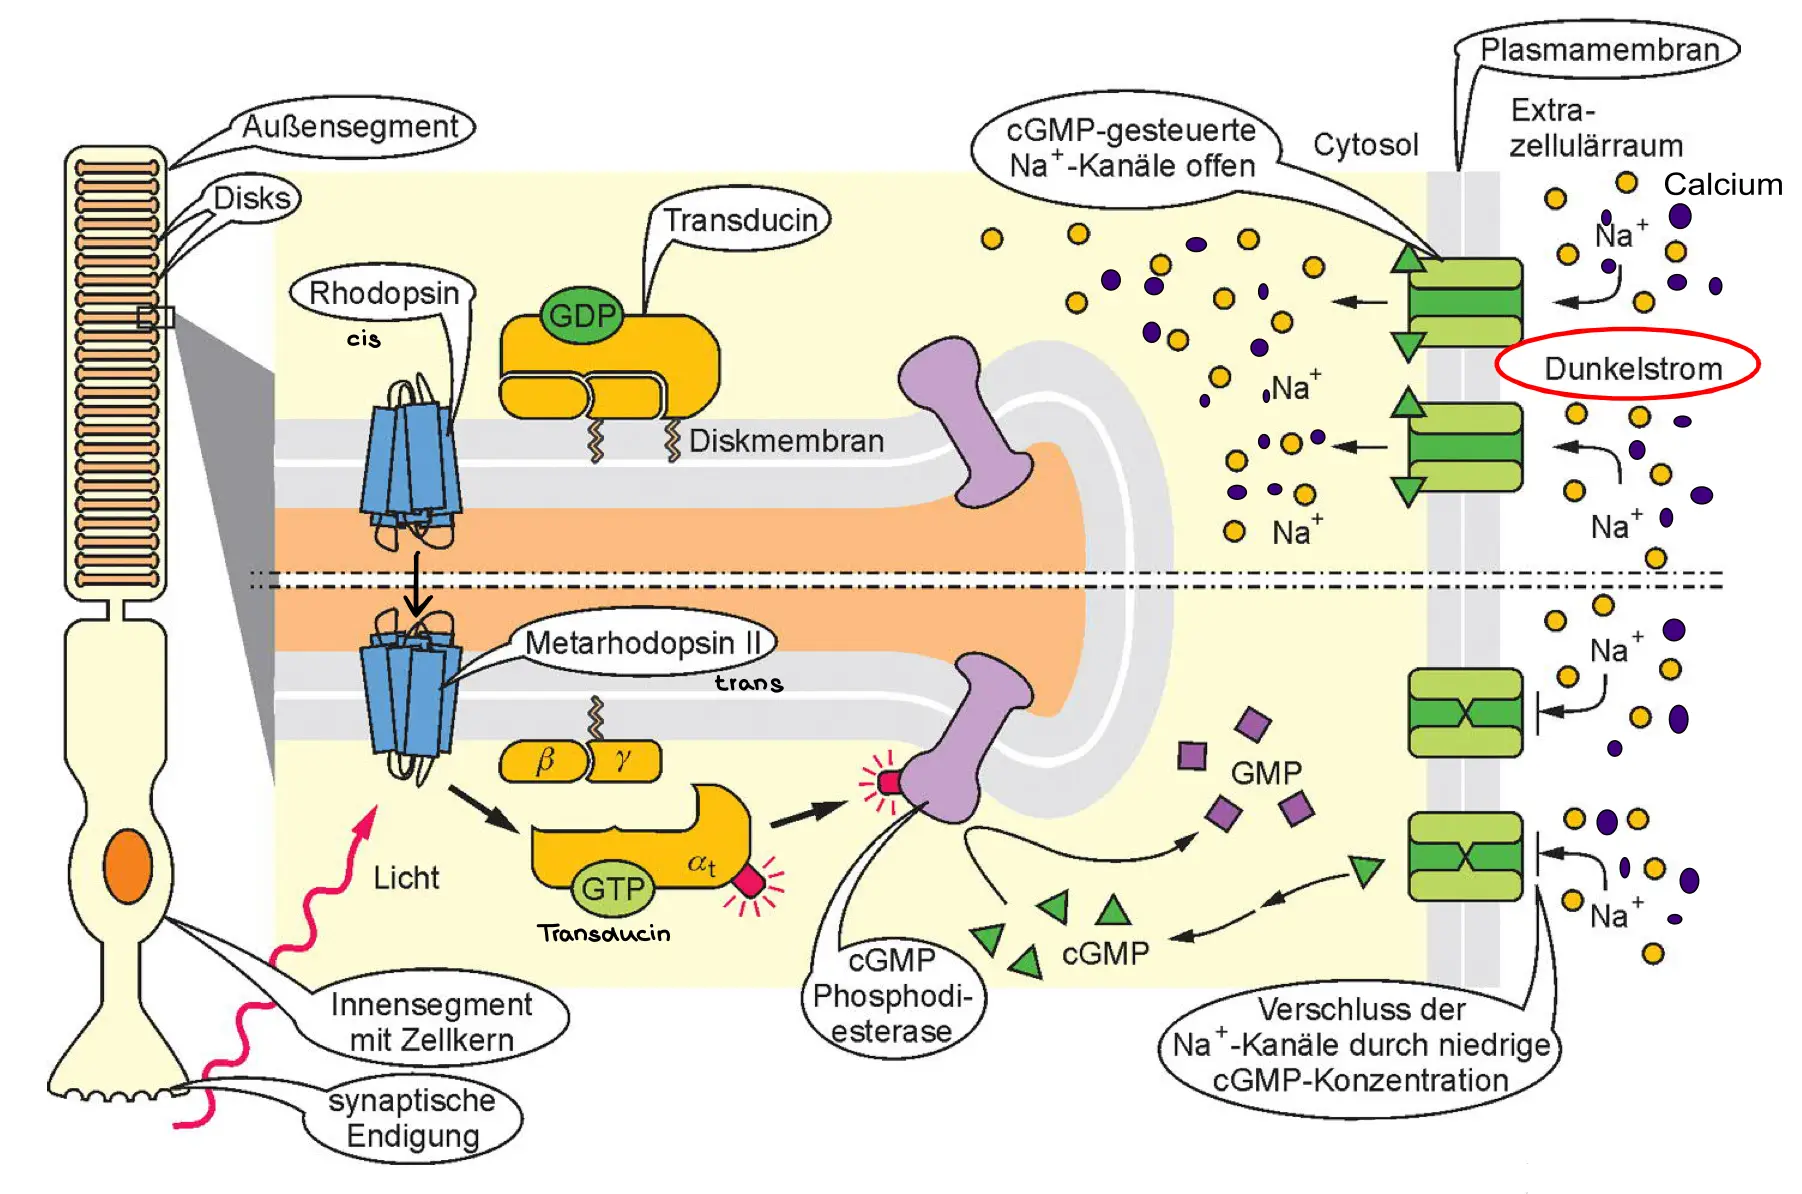 Plasmamembran
Außensegment
cGMP-gesteuerte
Na⁺-Kanäle offen
Cytosol
Extra-
zellulärraum
Calcium
Disks
Transducin
Na⁺
Rhodopsin
cis
GDP
Dunkelstrom
Na⁺
Diskmembran
Na⁺
Na⁺
Metarhodopsin II
trans
Na⁺
β
γ
GMP
Licht
αt
GTP
Transducin
cGMP
Na⁺
cGMP
Phosphodi-
esterase
Innensegment
mit Zellkern
Verschluss der
Na⁺-Kanäle durch niedrige
cGMP-Konzentration
synaptische
Endigung